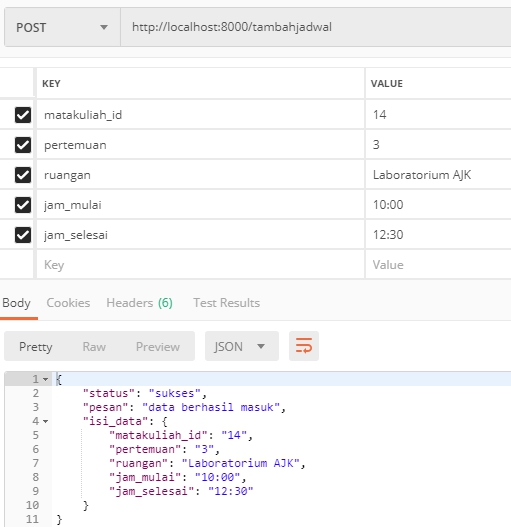 POST http://localhost:8000/tambahjadwal
KEY VALUE
matakuliah_id 14
pertemuan 3
ruangan Laboratorium AJK
jam_mulai 10:00
jam_selesai 12:30
Key Value
Body Cookies Headers (6) Test Results
Pretty Raw Preview JSON
1 {
2 "status": "sukses",
3 "pesan": "data berhasil masuk",
4 "isi_data": {
5 "matakuliah_id": "14",
6 "pertemuan": "3",
7 "ruangan": "Laboratorium AJK",
8 "jam_mulai": "10:00",
9 "jam_selesai": "12:30"
10 }
11 }